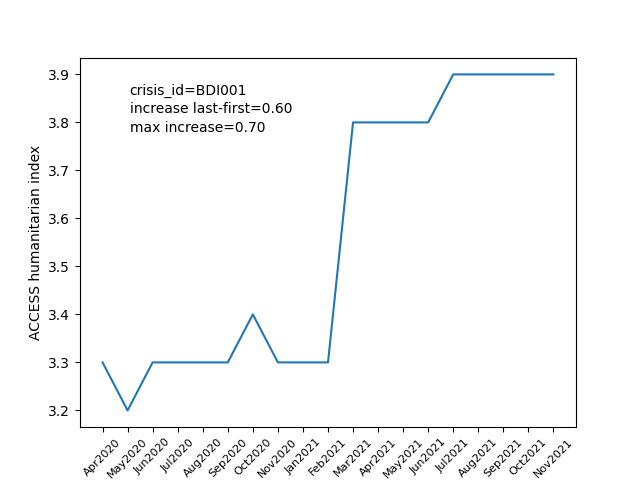 crisis_id=BDI001
increase last-first=0.60
max increase=0.70
ACCESS humanitarian index
3.9
3.8
3.7
3.6
3.5
3.4
3.3
3.2
Apr2020
May2020
Jun2020
Jul2020
Aug2020
Sep2020
Oct2020
Nov2020
Jan2021
Feb2021
Mar2021
Apr2021
May2021
Jun2021
Jul2021
Aug2021
Sep2021
Oct2021
Nov2021